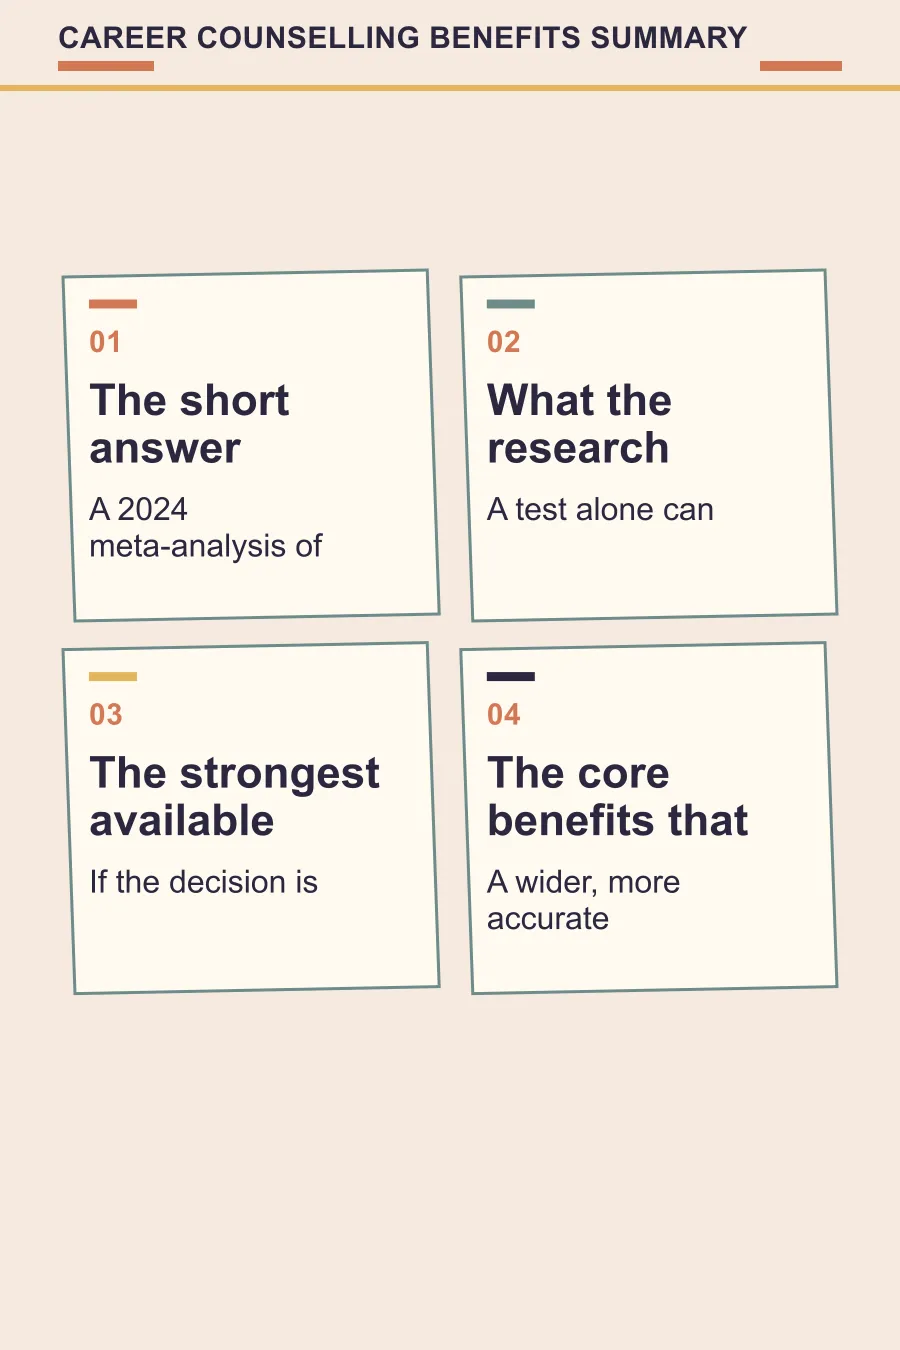 CAREER COUNSELLING BENEFITS SUMMARY
01
The short
answer
A 2024
meta-analysis of
02
What the
research
A test alone can
03
The strongest
available
If the decision is
04
The core
benefits that
A wider, more
accurate